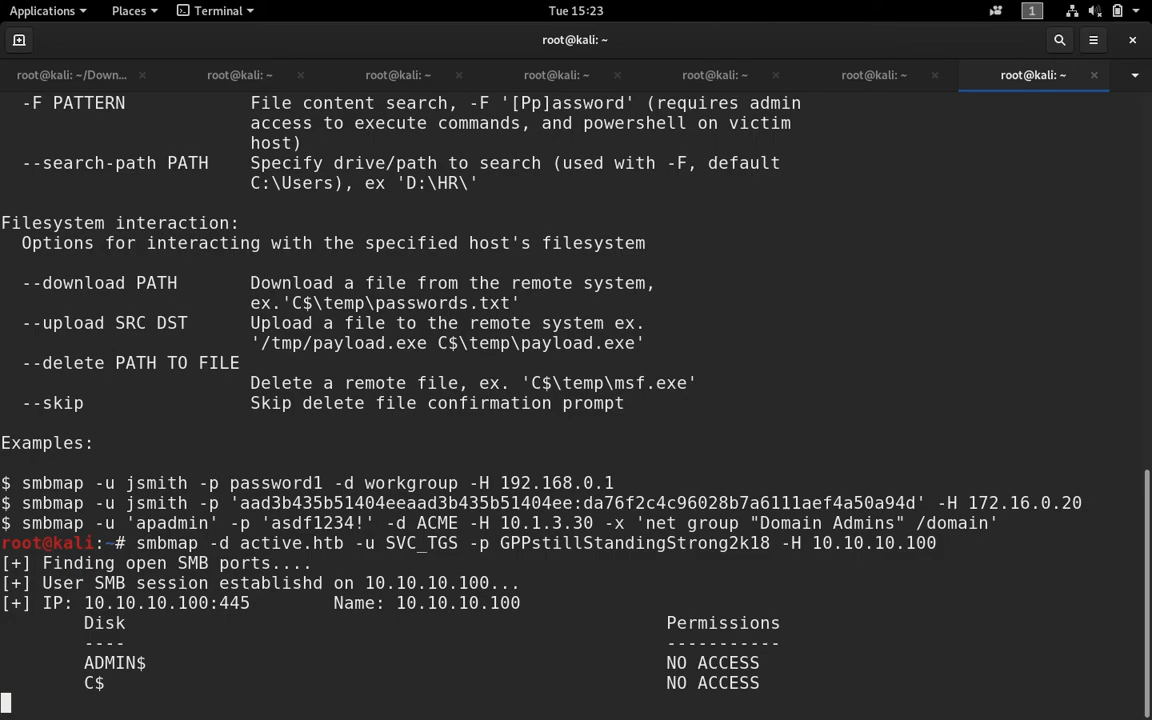 Applications Places Terminal Tue 15:23 1
root@kali: ~
root@kali: ~/Down... root@kali: ~ root@kali: ~ root@kali: ~ root@kali: ~ root@kali: ~ root@kali: ~
-F PATTERN File content search, -F '[Pp]assword' (requires admin
access to execute commands, and powershell on victim
host)
--search-path PATH Specify drive/path to search (used with -F, default
C:\Users), ex 'D:\HR\'
Filesystem interaction:
Options for interacting with the specified host's filesystem
--download PATH Download a file from the remote system,
ex.'C$\temp\passwords.txt'
--upload SRC DST Upload a file to the remote system ex.
'/tmp/payload.exe C$\temp\payload.exe'
--delete PATH TO FILE
Delete a remote file, ex. 'C$\temp\msf.exe'
--skip Skip delete file confirmation prompt
Examples:
$ smbmap -u jsmith -p password1 -d workgroup -H 192.168.0.1
$ smbmap -u jsmith -p 'aad3b435b51404eeaad3b435b51404ee:da76f2c4c96028b7a6111aef4a50a94d' -H 172.16.0.20
$ smbmap -u 'apadmin' -p 'asdf1234!' -d ACME -H 10.1.3.30 -x 'net group "Domain Admins" /domain'
root@kali:~# smbmap -d active.htb -u SVC_TGS -p GPPstillStandingStrong2k18 -H 10.10.10.100
[+] Finding open SMB ports....
[+] User SMB session establishd on 10.10.10.100...
[+] IP: 10.10.10.100:445 Name: 10.10.10.100
Disk Permissions
---- -----------
ADMIN$ NO ACCESS
C$ NO ACCESS